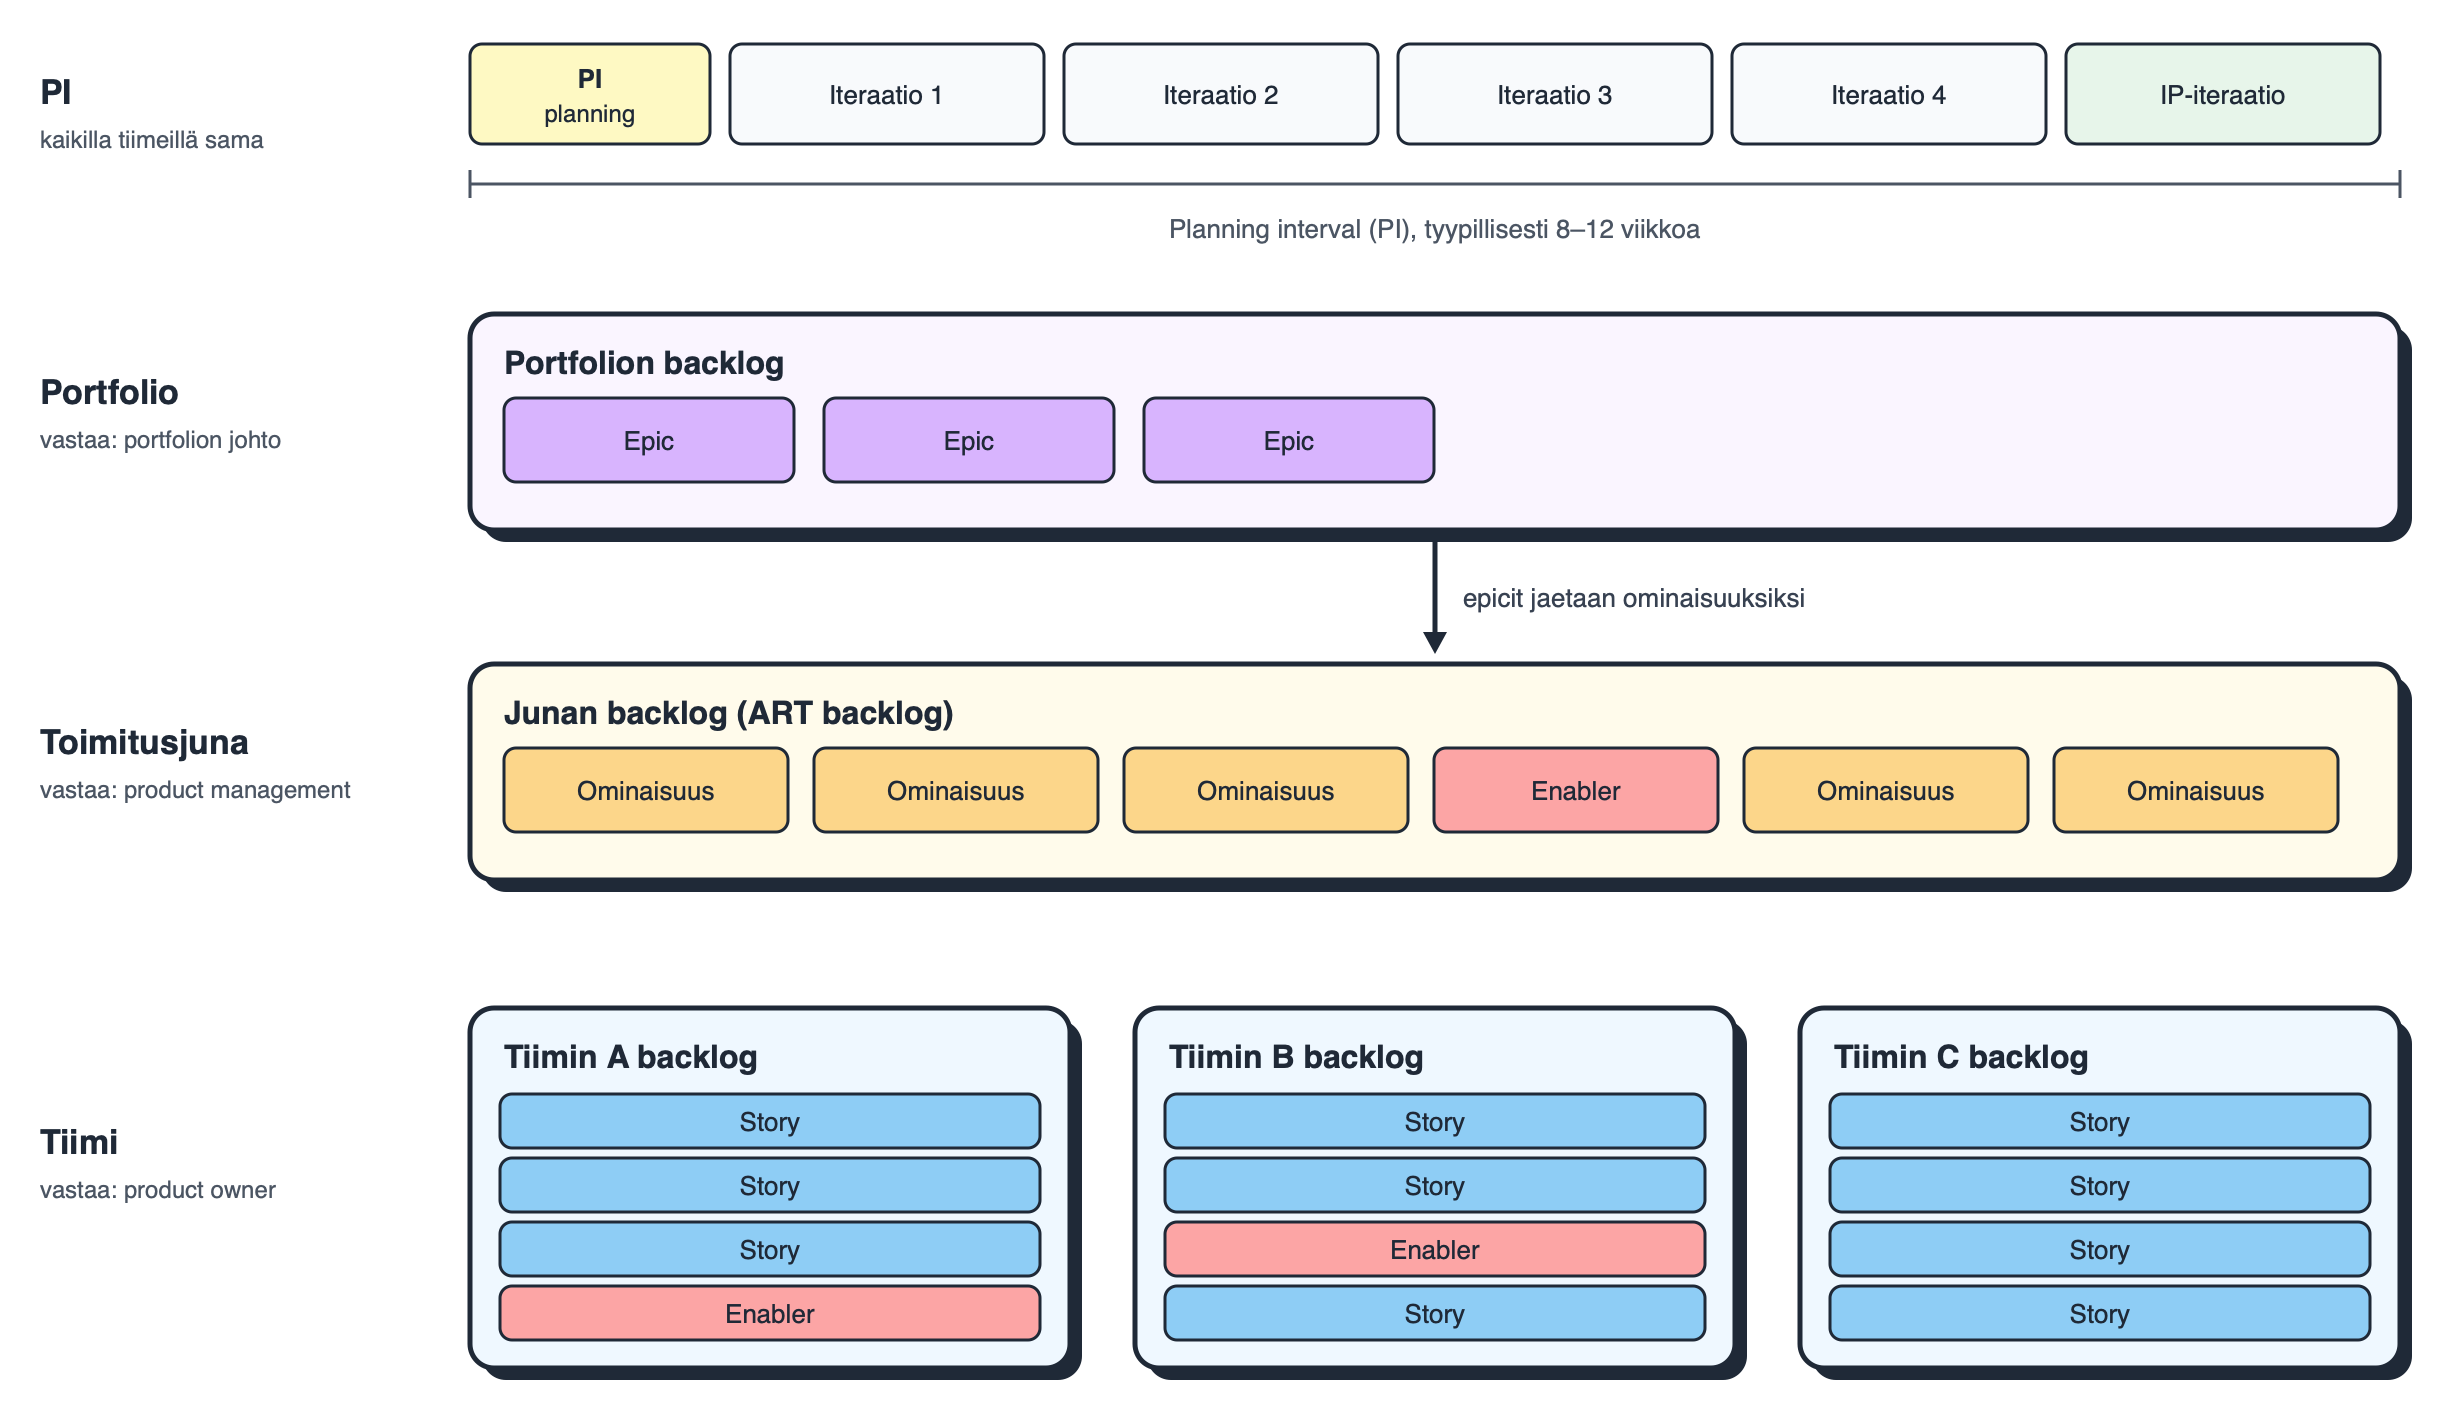 PI
kaikilla tiimeillä sama
PI
planning
Iteraatio 1
Iteraatio 2
Iteraatio 3
Iteraatio 4
IP-iteraatio
Planning interval (PI), tyypillisesti 8–12 viikkoa
Portfolio
vastaa: portfolion johto
Portfolion backlog
Epic
Epic
Epic
epicit jaetaan ominaisuuksiksi
Toimitusjuna
vastaa: product management
Junan backlog (ART backlog)
Ominaisuus
Ominaisuus
Ominaisuus
Enabler
Ominaisuus
Ominaisuus
Tiimi
vastaa: product owner
Tiimin A backlog
Story
Story
Story
Enabler
Tiimin B backlog
Story
Story
Enabler
Story
Tiimin C backlog
Story
Story
Story
Story